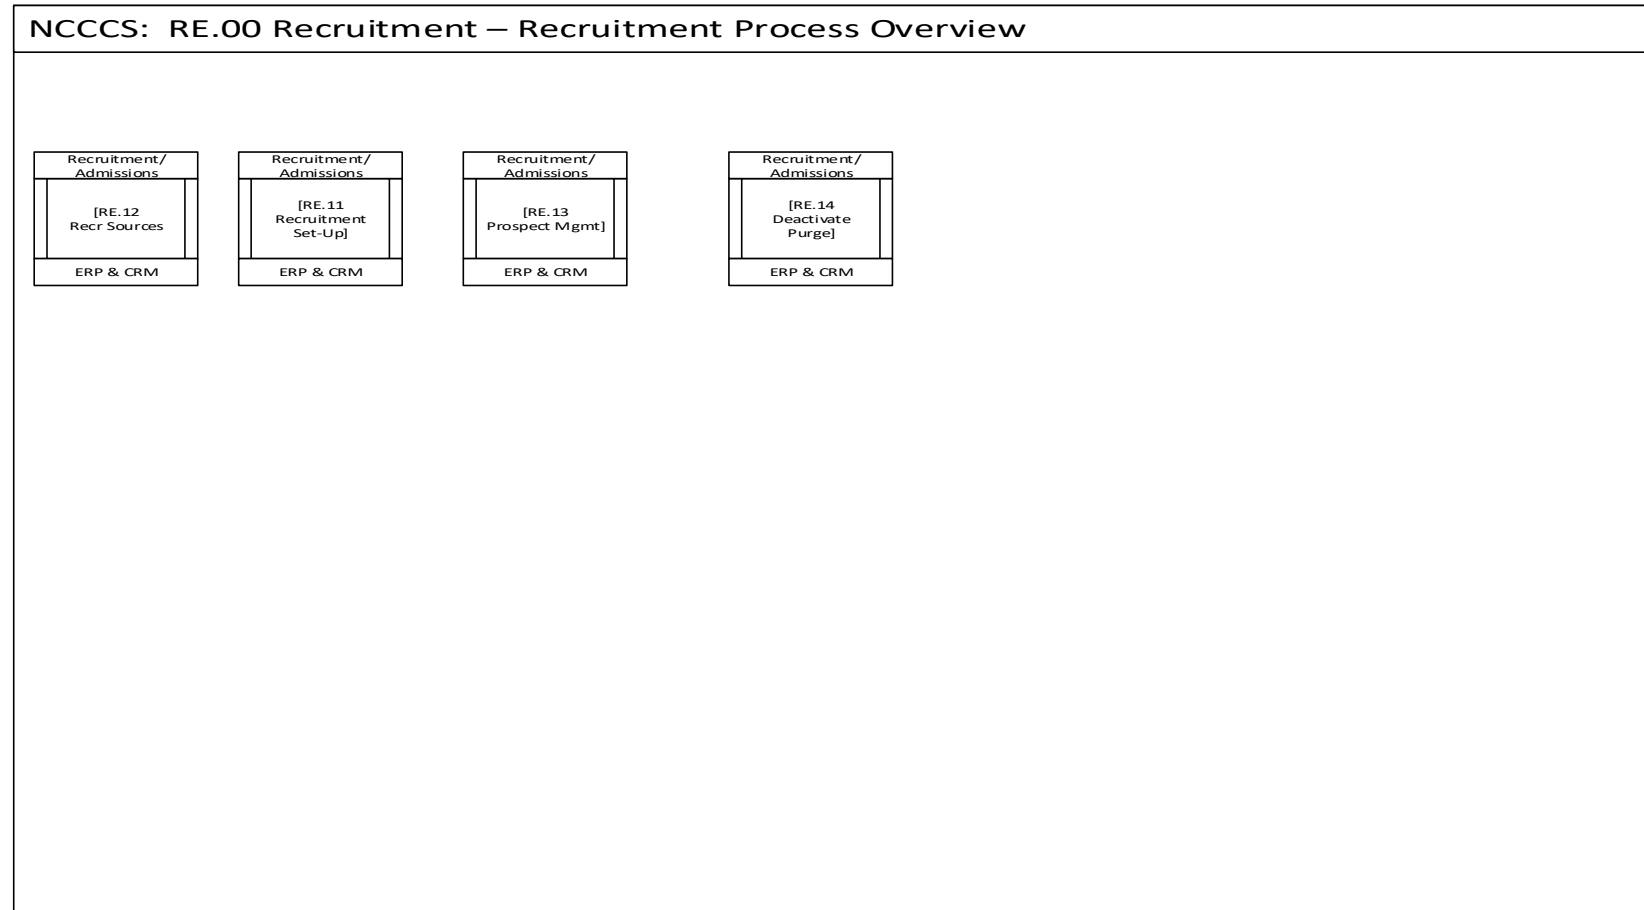 NCCCS:  RE.00 Recruitment – Recruitment Process Overview
Recruitment/
Admissions
[RE.12
Recr Sources
ERP & CRM
Recruitment/
Admissions
[RE.11
Recruitment
Set-Up]
ERP & CRM
Recruitment/
Admissions
[RE.13
Prospect Mgmt]
ERP & CRM
Recruitment/
Admissions
[RE.14
Deactivate
Purge]
ERP & CRM